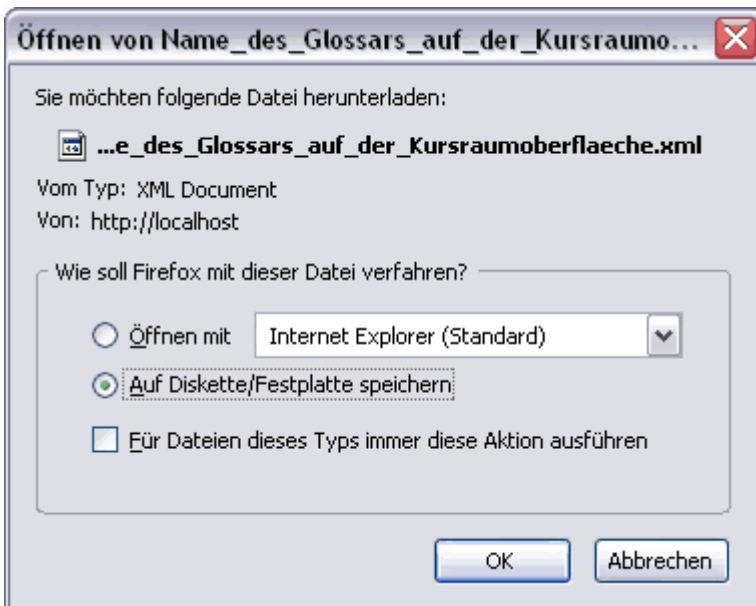 Öffnen von Name_des_Glossars_auf_der_Kursraumo...
Sie möchten folgende Datei herunterladen:
...e_des_Glossars_auf_der_Kursraumoberflaeche.xml
Vom Typ: XML Document
Von: http://localhost
Wie soll Firefox mit dieser Datei verfahren?
Öffnen mit Internet Explorer (Standard)
Auf Diskette/Festplatte speichern
Für Dateien dieses Typs immer diese Aktion ausführen
OK Abbrechen